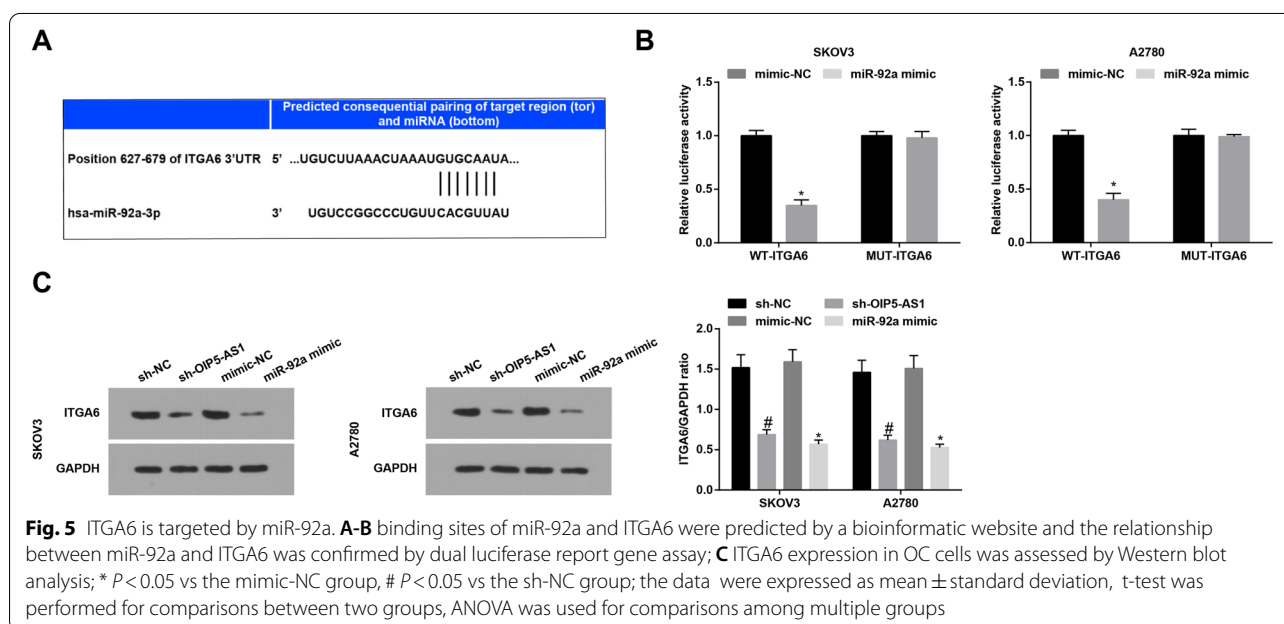 A
Predicted consequential pairing of target region (tor)
and miRNA (bottom)
Position 627-679 of ITGA6 3'UTR 5' ...UGUCUUAAACUAAAUGUGCAAUA...
hsa-miR-92a-3p 3' UGUCCGGCCCUGUUCACGUUAU
B
SKOV3
mimic-NC miR-92a mimic
Relative luciferase activity
1.5
1.0
0.5
0.0
*
WT-ITGA6 MUT-ITGA6
A2780
mimic-NC miR-92a mimic
Relative luciferase activity
1.5
1.0
0.5
0.0
*
WT-ITGA6 MUT-ITGA6
C
SKOV3
sh-NC sh-OIP5-AS1 mimic-NC miR-92a mimic
ITGA6
GAPDH
A2780
sh-NC sh-OIP5-AS1 mimic-NC miR-92a mimic
ITGA6
GAPDH
sh-NC sh-OIP5-AS1
mimic-NC miR-92a mimic
ITGA6/GAPDH ratio
2.0
1.5
1.0
0.5
0.0
# * # *
SKOV3 A2780
Fig. 5 ITGA6 is targeted by miR-92a. A-B binding sites of miR-92a and ITGA6 were predicted by a bioinformatic website and the relationship
between miR-92a and ITGA6 was confirmed by dual luciferase report gene assay; C ITGA6 expression in OC cells was assessed by Western blot
analysis; * P < 0.05 vs the mimic-NC group, # P < 0.05 vs the sh-NC group; the data were expressed as mean ± standard deviation, t-test was
performed for comparisons between two groups, ANOVA was used for comparisons among multiple groups